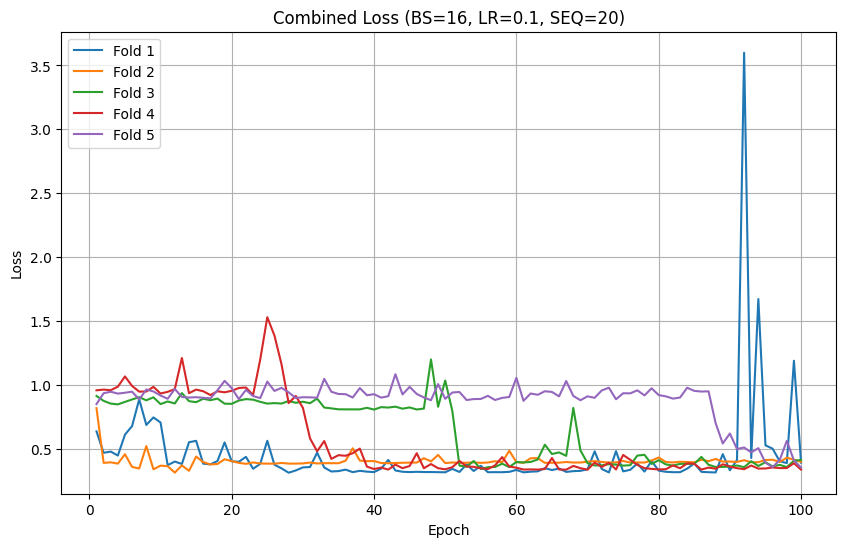 Combined Loss (BS=16, LR=0.1, SEQ=20)
Fold 1
Fold 2
Fold 3
Fold 4
Fold 5
Loss
3.5
3.0
2.5
2.0
1.5
1.0
0.5
0 20 40 60 80 100
Epoch